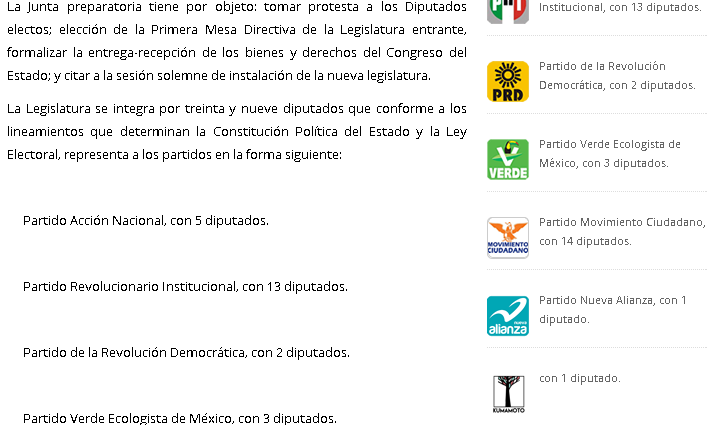 La Junta preparatoria tiene por objeto: tomar protesta a los Diputados
electos; elección de la Primera Mesa Directiva de la Legislatura entrante,
formalizar la entrega-recepción de los bienes y derechos del Congreso del
Estado; y citar a la sesión solemne de instalación de la nueva legislatura.
La Legislatura se integra por treinta y nueve diputados que conforme a los
lineamientos que determinan la Constitución Política del Estado y la Ley
Electoral, representa a los partidos en la forma siguiente:
Partido Acción Nacional, con 5 diputados.
Partido Revolucionario Institucional, con 13 diputados.
Partido de la Revolución Democrática, con 2 diputados.
Partido Verde Ecologista de México, con 3 diputados.
Institucional, con 13 diputados.
PRD
Partido de la Revolución
Democrática, con 2 diputados.
VERDE
Partido Verde Ecologista de
México, con 3 diputados.
MOVIMIENTO
CIUDADANO
Partido Movimiento Ciudadano,
con 14 diputados.
nueva
alianza
Partido Nueva Alianza, con 1
diputado.
KUMAMOTO
con 1 diputado.